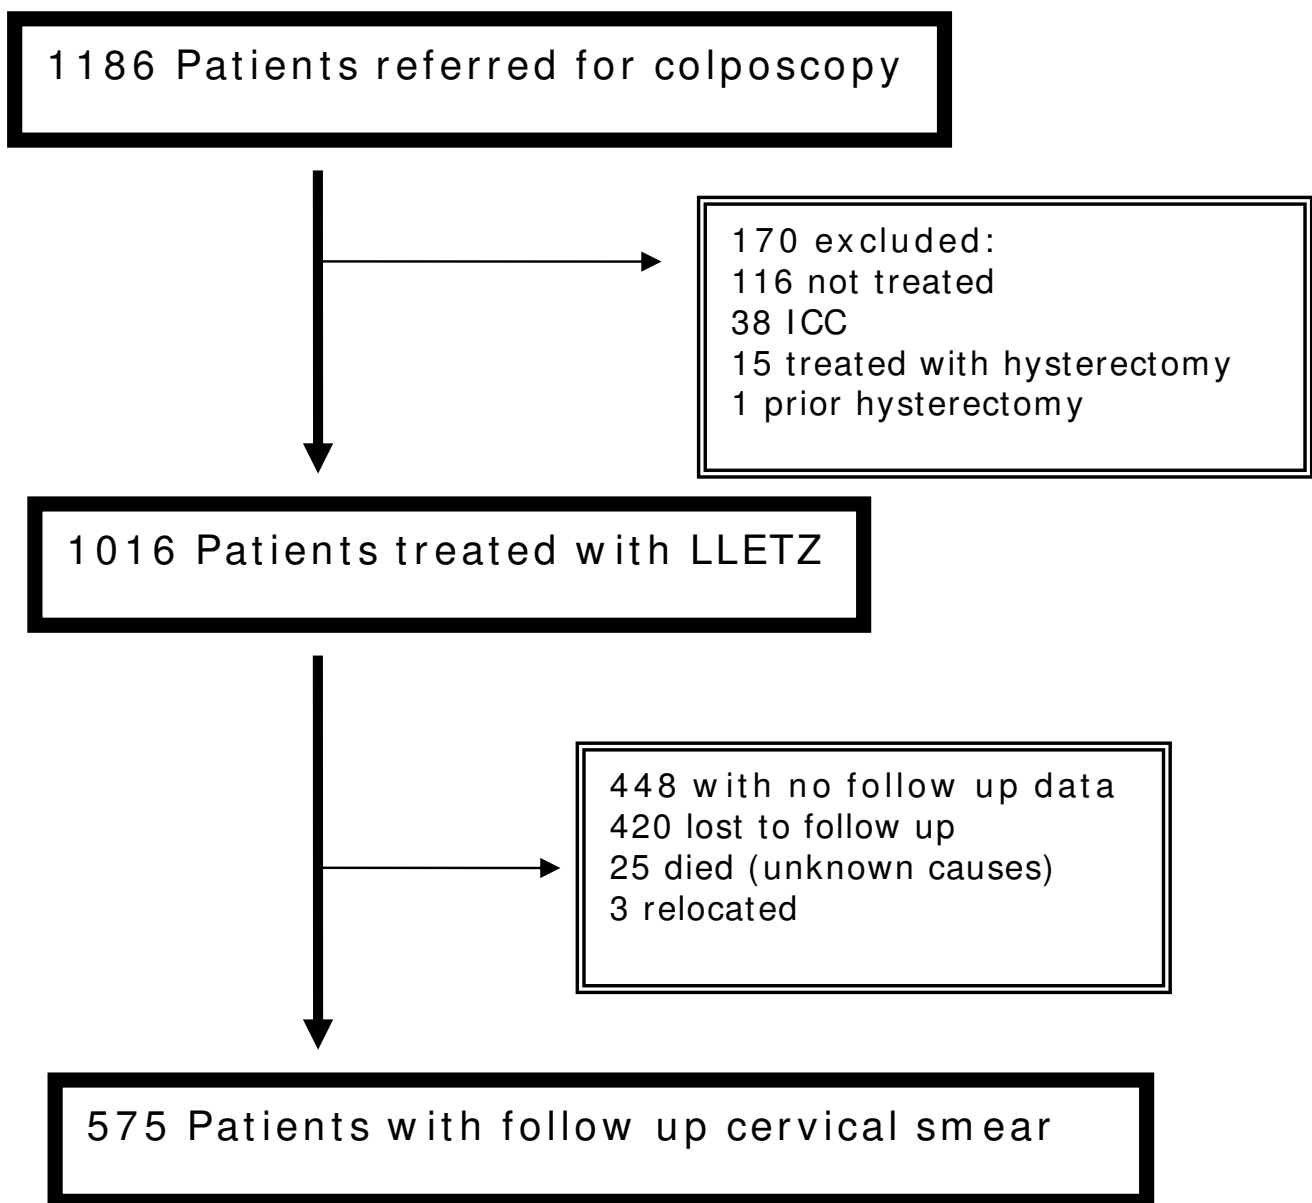 1186 Patients referred for colposcopy
170 excluded:
116 not treated
38 ICC
15 treated with hysterectomy
1 prior hysterectomy
1016 Patients treated with LLETZ
448 with no follow up data
420 lost to follow up
25 died (unknown causes)
3 relocated
575 Patients with follow up cervical smear